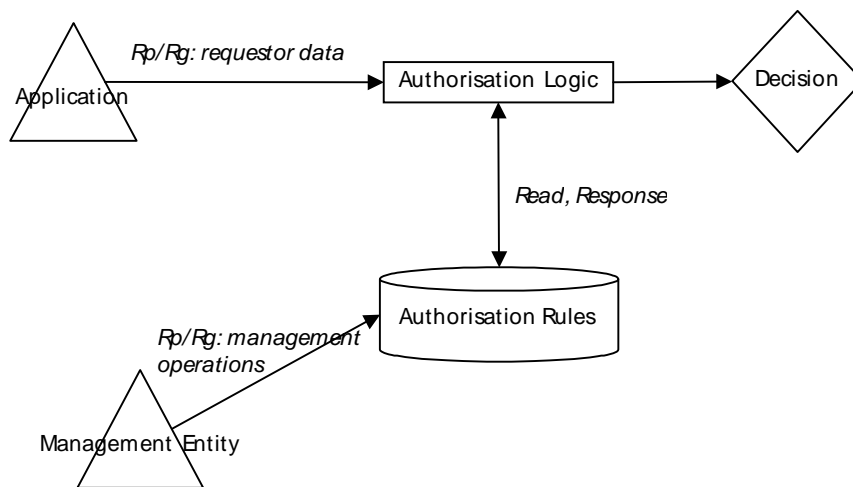 Rp/Rg: requestor data
Application
Authorisation Logic
Decision
Read, Response
Authorisation Rules
Rp/Rg: management
operations
Management Entity